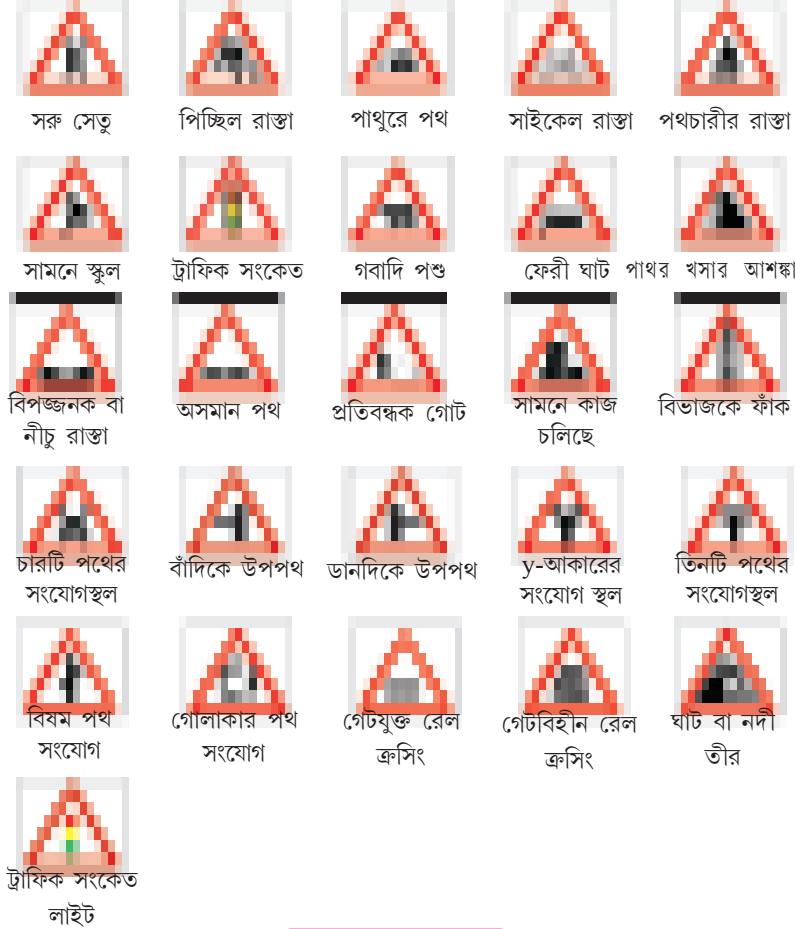 সরু সেতু পিচ্ছিল রাস্তা পাথুরে পথ সাইকেল রাস্তা পথচারীর রাস্তা
সামনে স্কুল ট্রাফিক সংকেত গবাদি পশু ফেরী ঘাট পাথর খসার আশঙ্কা
বিপজ্জনক বা
নীচু রাস্তা
অসমান পথ
প্রতিবন্ধক গোট
সামনে কাজ
চলিছে
বিভাজকে ফাঁক
চারটি পথের
সংযোগস্থল
বাঁদিকে উপপথ
ডানদিকে উপপথ
y-আকারের
সংযোগ স্থল
তিনটি পথের
সংযোগস্থল
বিষম পথ
সংযোগ
গোলাকার পথ
সংযোগ
গেটযুক্ত রেল
ক্রসিং
গেটবিহীন রেল
ক্রসিং
ঘাট বা নদী
তীর
ট্রাফিক সংকেত
লাইট